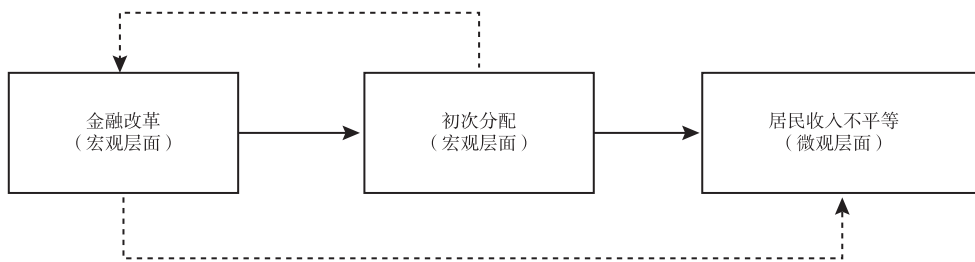 金融改革
（宏观层面）
初次分配
（宏观层面）
居民收入不平等
（微观层面）